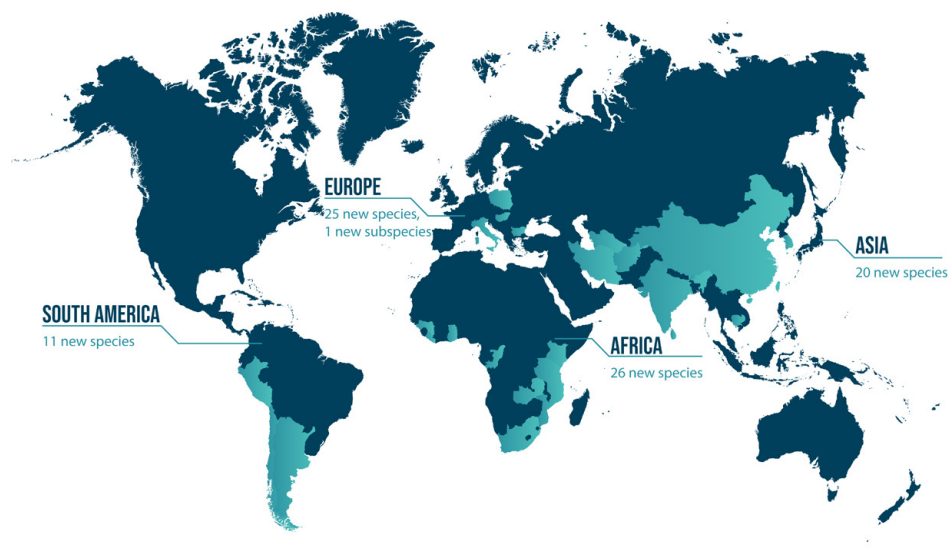 EUROPE
25 new species,
1 new subspecies
ASIA
20 new species
SOUTH AMERICA
11 new species
AFRICA
26 new species